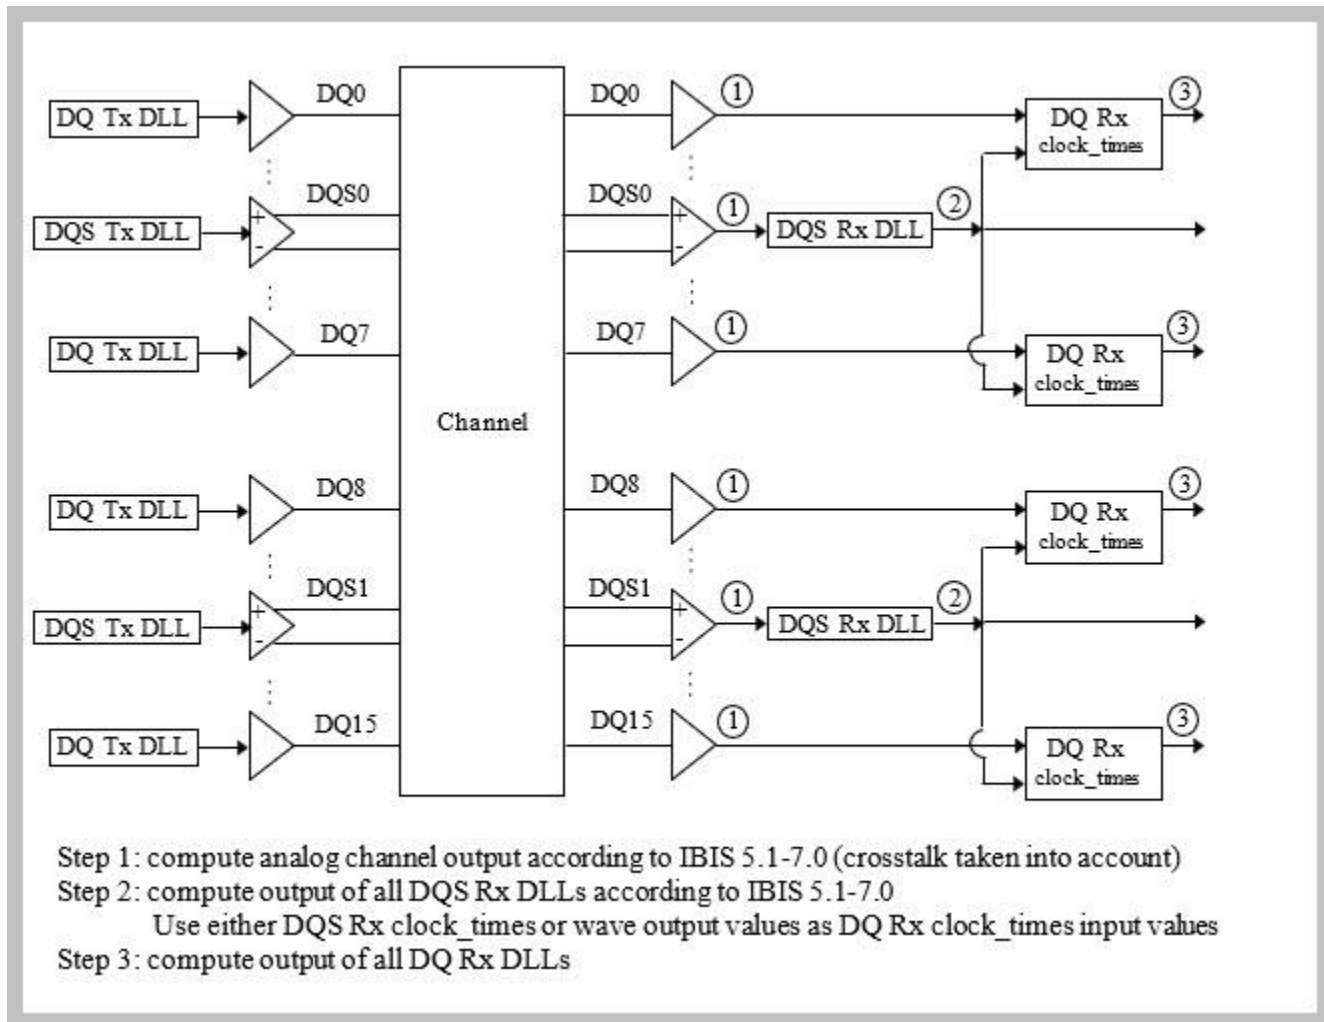 DQ0 DQ0 ① ③
DQ Tx DLL DQ Rx
clock_times
DQS0 DQS0 ① ②
DQS Tx DLL + - + - DQS Rx DLL
DQ7 DQ7 ① ③
DQ Tx DLL DQ Rx
clock_times
Channel
DQ8 DQ8 ① ③
DQ Tx DLL DQ Rx
clock_times
DQS1 DQS1 ① ②
DQS Tx DLL + - + - DQS Rx DLL
DQ15 DQ15 ① ③
DQ Tx DLL DQ Rx
clock_times
Step 1: compute analog channel output according to IBIS 5.1-7.0 (crosstalk taken into account)
Step 2: compute output of all DQS Rx DLLs according to IBIS 5.1-7.0
Use either DQS Rx clock_times or wave output values as DQ Rx clock_times input values
Step 3: compute output of all DQ Rx DLLs